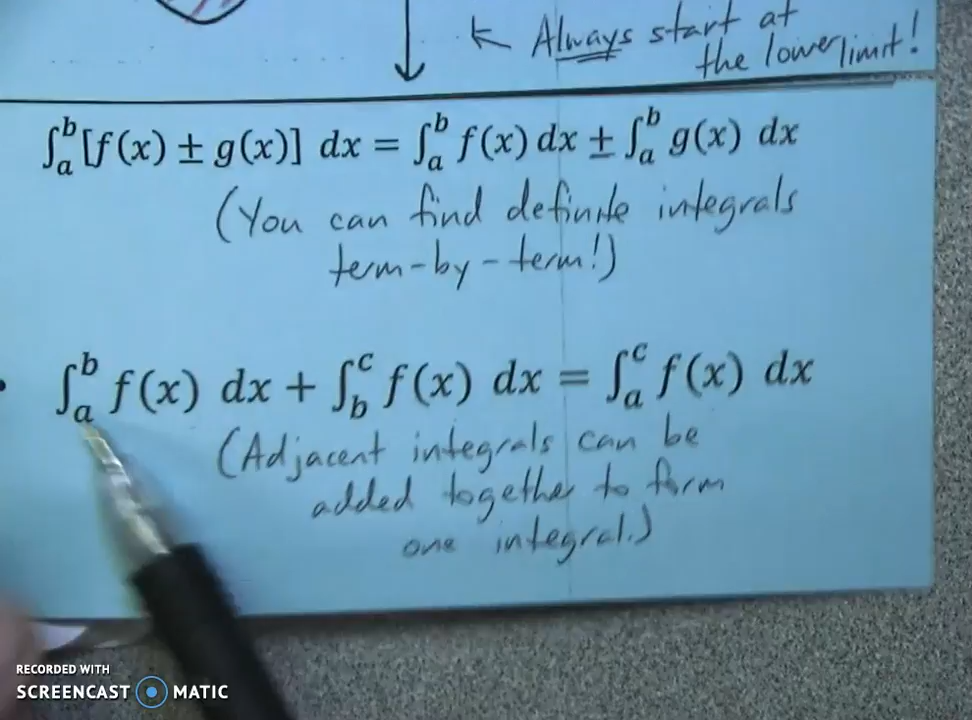 ← Always start at
the lower limit!
∫ₐᵇ[f(x) ± g(x)] dx = ∫ₐᵇ f(x) dx ± ∫ₐᵇ g(x) dx
(You can find definite integrals
term-by-term!)
• ∫ₐᵇ f(x) dx + ∫_b^c f(x) dx = ∫ₐᶜ f(x) dx
(Adjacent integrals can be
added together to form
one integral.)
RECORDED WITH
SCREENCAST MATIC